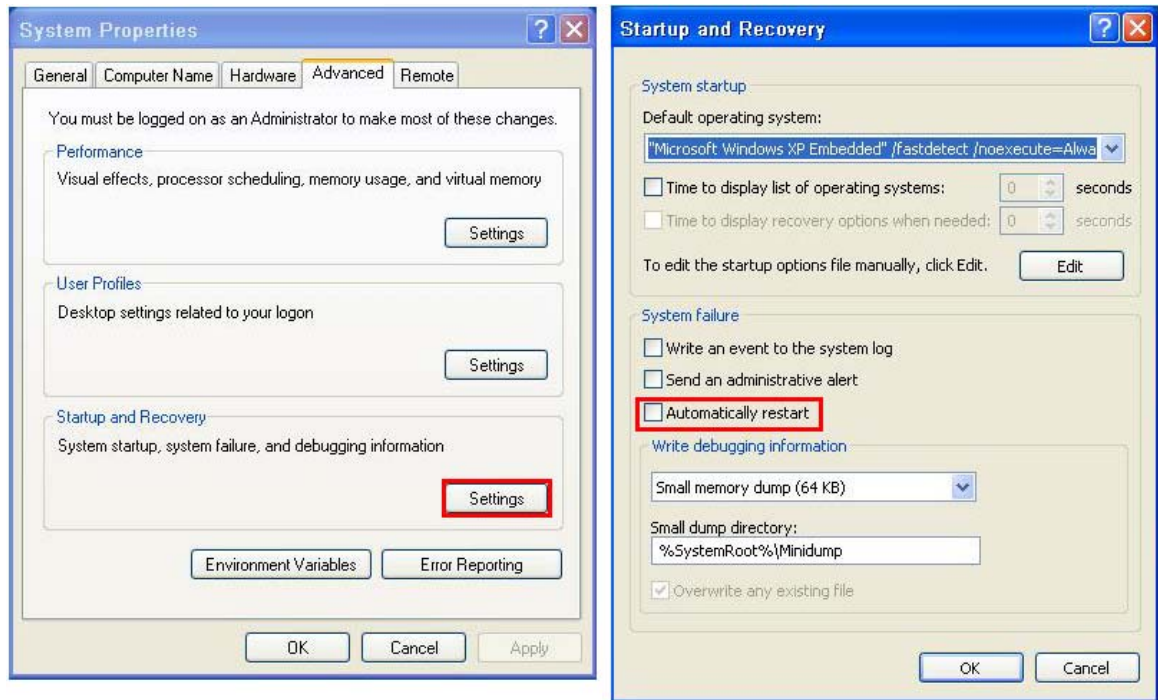 System Properties
General
Computer Name
Hardware
Advanced
Remote
You must be logged on as an Administrator to make most of these changes.
Performance
Visual effects, processor scheduling, memory usage, and virtual memory
Settings
User Profiles
Desktop settings related to your logon
Settings
Startup and Recovery
System startup, system failure, and debugging information
Settings
Environment Variables
Error Reporting
OK
Cancel
Apply
Startup and Recovery
System startup
Default operating system:
"Microsoft Windows XP Embedded" /fastdetect /noexecute=Alwa
Time to display list of operating systems: 0 seconds
Time to display recovery options when needed: 0 seconds
To edit the startup options file manually, click Edit.
Edit
System failure
Write an event to the system log
Send an administrative alert
Automatically restart
Write debugging information
Small memory dump (64 KB)
Small dump directory:
%SystemRoot%\Minidump
Overwrite any existing file
OK
Cancel